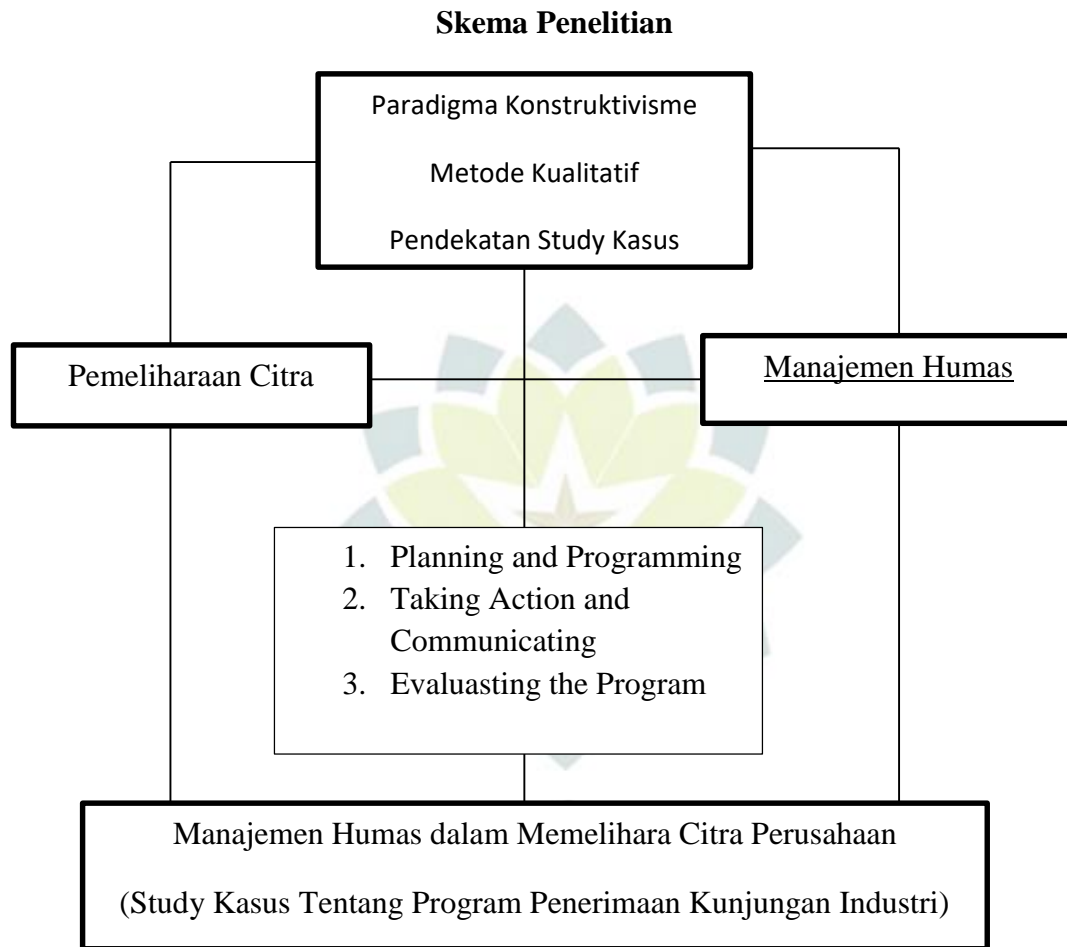 Skema Penelitian
Paradigma Konstruktivisme
Metode Kualitatif
Pendekatan Study Kasus
Pemeliharaan Citra
Manajemen Humas
1. Planning and Programming
2. Taking Action and
Communicating
3. Evaluasting the Program
Manajemen Humas dalam Memelihara Citra Perusahaan
(Study Kasus Tentang Program Penerimaan Kunjungan Industri)